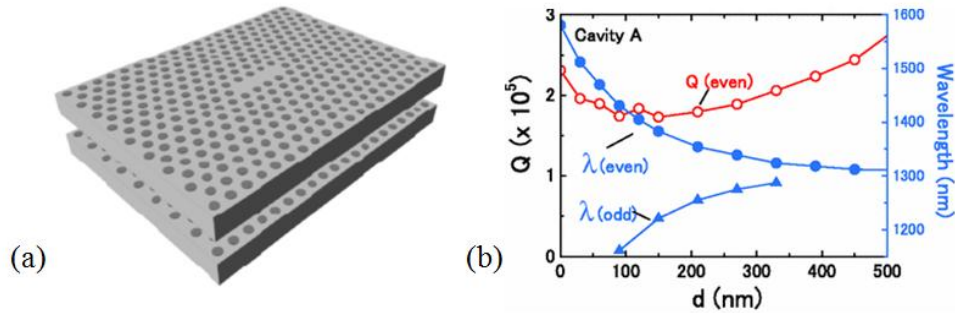 (a)
(b)
Cavity A
Q (even)
λ (even)
λ (odd)
Q (x 10⁵)
3
2
1
0
0 100 200 300 400 500
d (nm)
1600
1500
1400
1300
1200
Wavelength (nm)